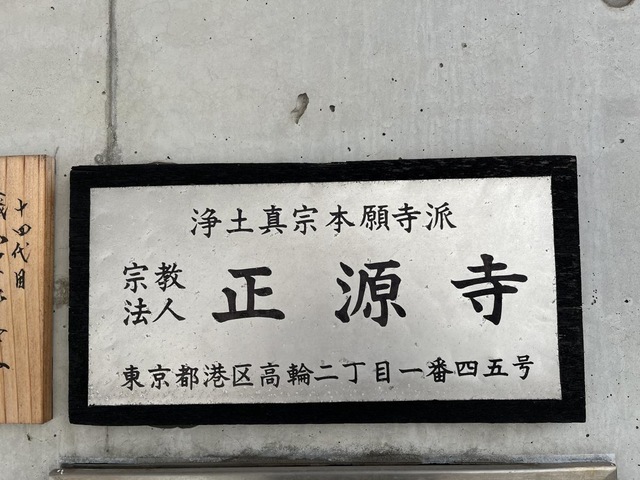 浄土真宗本願寺派
宗教法人 正源寺
東京都港区高輪二丁目一番四五号
十四代目